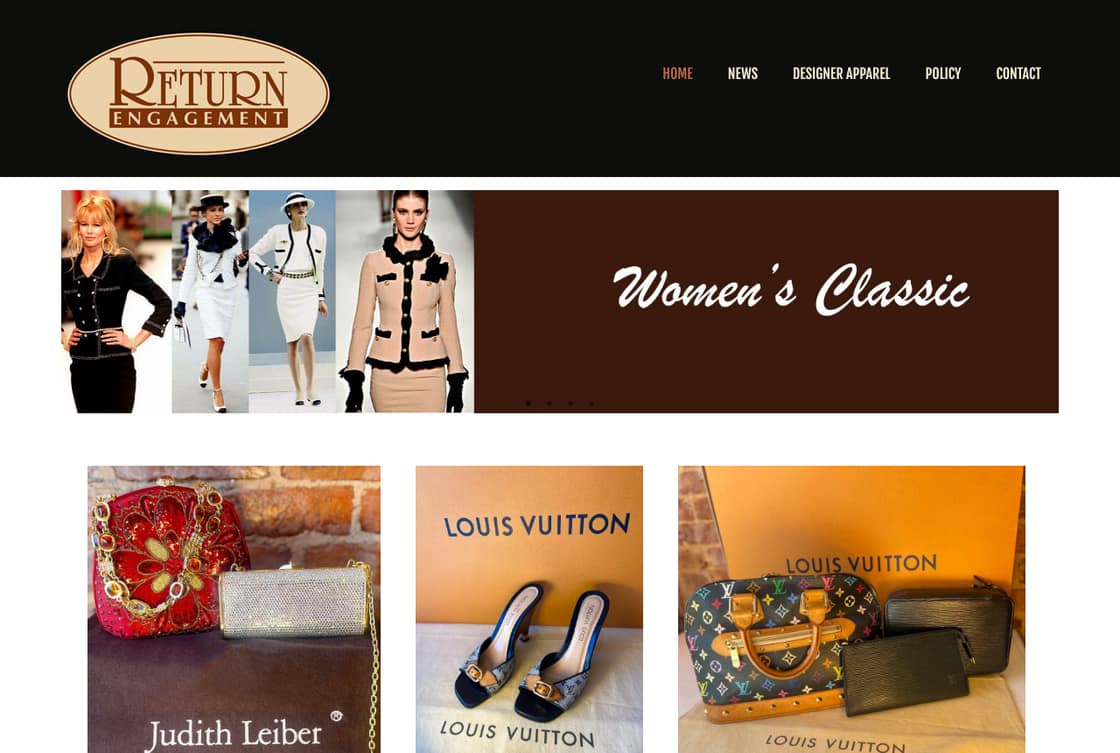 RETURN
ENGAGEMENT
HOME
NEWS
DESIGNER APPAREL
POLICY
CONTACT
Women's Classic
Judith Leiber®
LOUIS VUITTON
LOUIS VUITTON
LOUIS VUITTON
LOUIS VUITTON